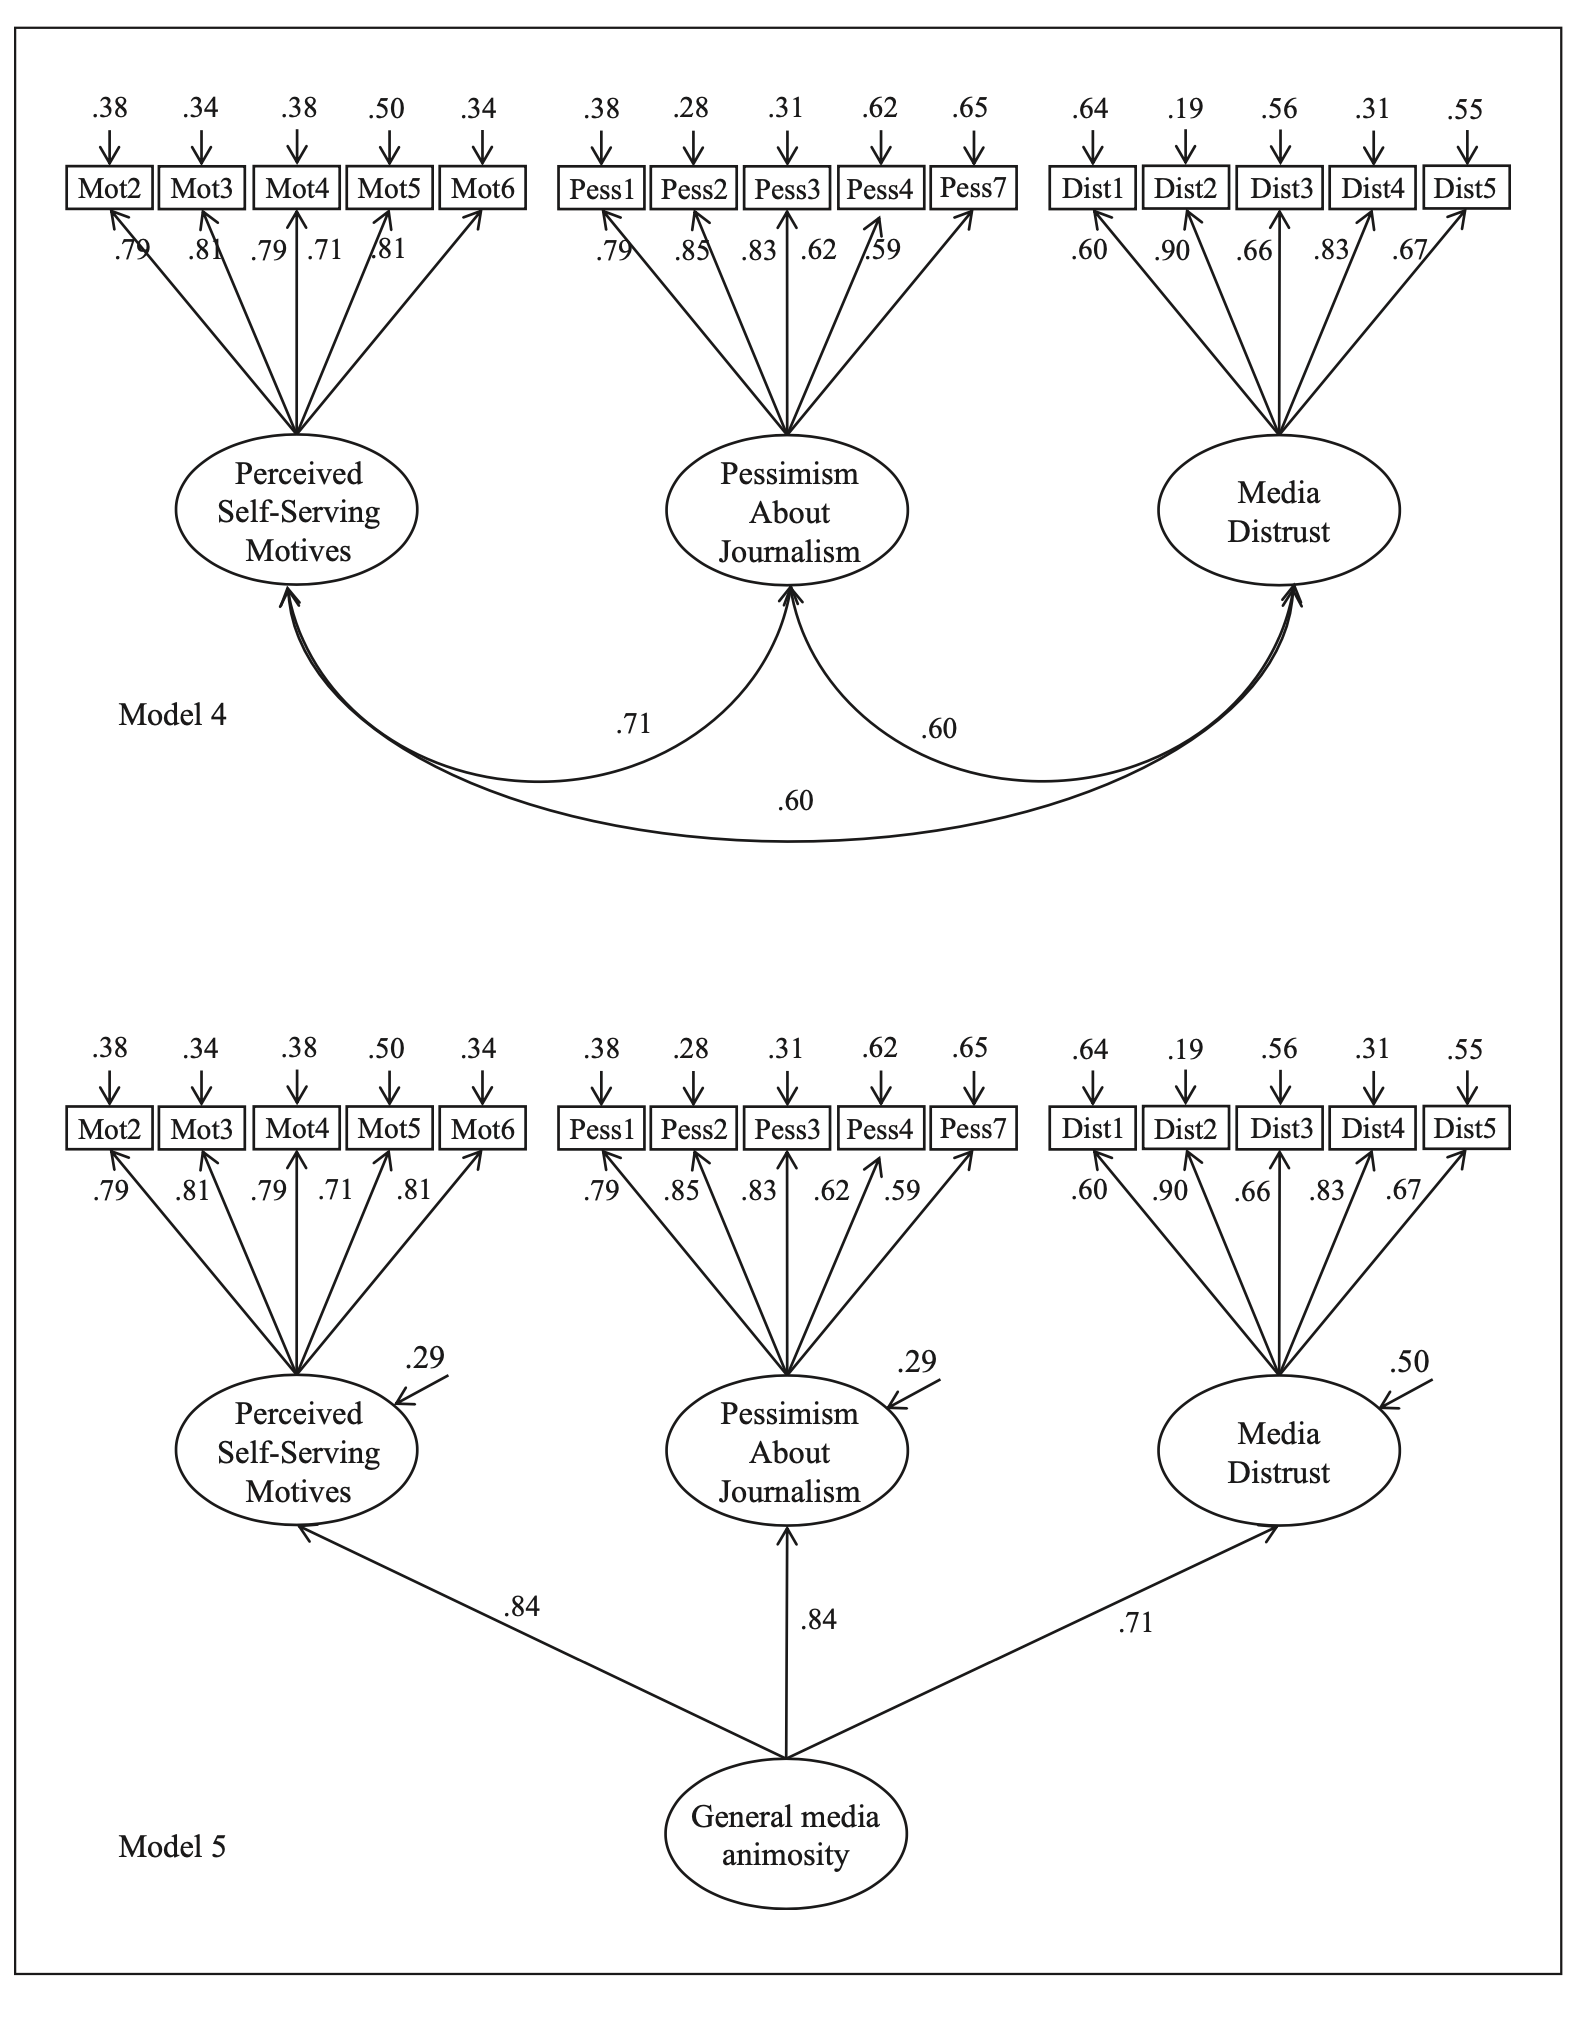 .38 .34 .38 .50 .34 .38 .28 .31 .62 .65 .64 .19 .56 .31 .55
Mot2 Mot3 Mot4 Mot5 Mot6 Pess1 Pess2 Pess3 Pess4 Pess7 Dist1 Dist2 Dist3 Dist4 Dist5
.79 .81 .79 .71 .81 .79 .85 .83 .62 .59 .60 .90 .66 .83 .67
Perceived
Self-Serving
Motives
Pessimism
About
Journalism
Media
Distrust
Model 4
.71
.60
.60
.38 .34 .38 .50 .34 .38 .28 .31 .62 .65 .64 .19 .56 .31 .55
Mot2 Mot3 Mot4 Mot5 Mot6 Pess1 Pess2 Pess3 Pess4 Pess7 Dist1 Dist2 Dist3 Dist4 Dist5
.79 .81 .79 .71 .81 .79 .85 .83 .62 .59 .60 .90 .66 .83 .67
.29 .29 .50
Perceived
Self-Serving
Motives
Pessimism
About
Journalism
Media
Distrust
.84 .84 .71
General media
animosity
Model 5